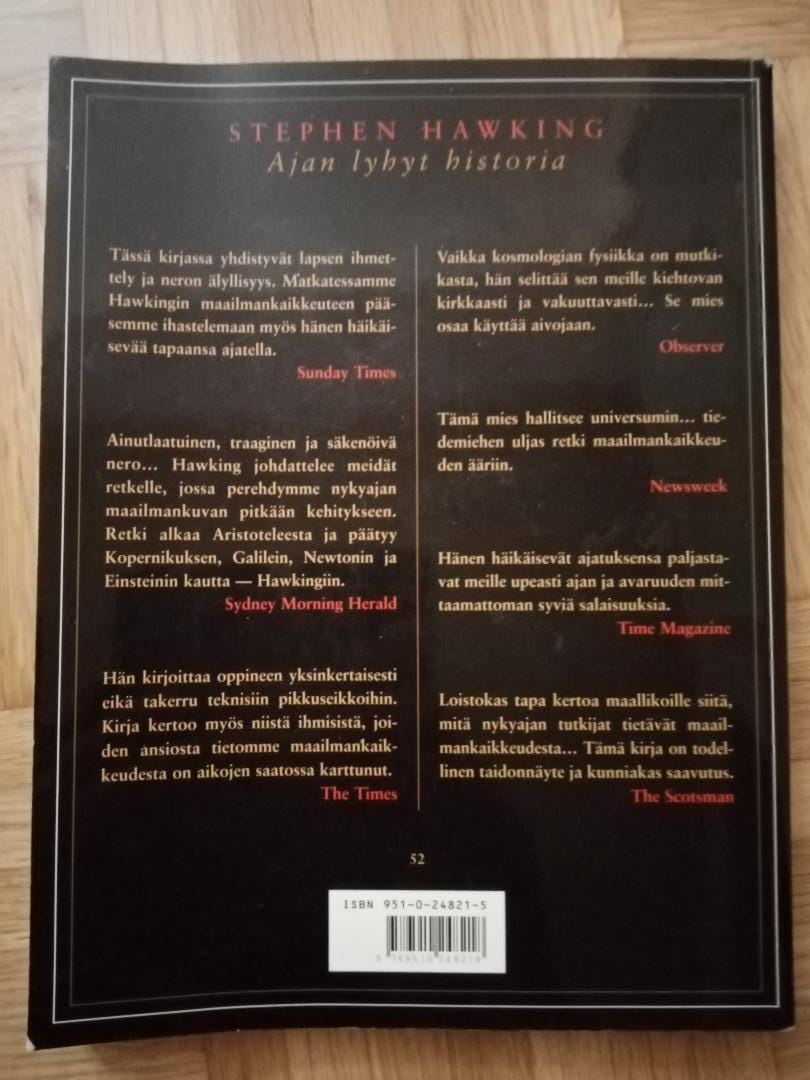 STEPHEN HAWKING
Ajan lyhyt historia
Tässä kirjassa yhdistyvät lapsen ihmet-
tely ja neron älyllisyys. Matkatessamme
Hawkingin maailmankaikkeuteen pää-
semme ihastelemaan myös hänen häikäi-
sevää tapaansa ajatella.
Sunday Times
Ainutlaatuinen, traaginen ja säkenöivä
nero... Hawking johdattelee meidät
retkelle, jossa perehdymme nykyajan
maailmankuvan pitkään kehitykseen.
Retki alkaa Aristoteleesta ja päätyy
Kopernikuksen, Galilein, Newtonin ja
Einsteinin kautta — Hawkingiin.
Sydney Morning Herald
Hän kirjoittaa oppineen yksinkertaisesti
eikä takerru teknisiin pikkuseikkoihin.
Kirja kertoo myös niistä ihmisistä, joi-
den ansiosta tietomme maailmankaik-
keudesta on aikojen saatossa karttunut.
The Times
Vaikka kosmologian fysiikka on mutki-
kasta, hän selittää sen meille kiehtovan
kirkkaasti ja vakuuttavasti... Se mies
osaa käyttää aivojaan.
Observer
Tämä mies hallitsee universumin... tie-
demiehen uljas retki maailmankaikkeu-
den ääriin.
Newsweek
Hänen häikäisevät ajatuksensa paljasta-
vat meille upeasti ajan ja avaruuden mit-
taamattoman syviä salaisuuksia.
Time Magazine
Loistokas tapa kertoa maallikoille siitä,
mitä nykyajan tutkijat tietävät maail-
mankaikkeudesta... Tämä kirja on todel-
linen taidonnäyte ja kunniakas saavutus.
The Scotsman
52
ISBN 951-0-24821-5
9 789510 248218